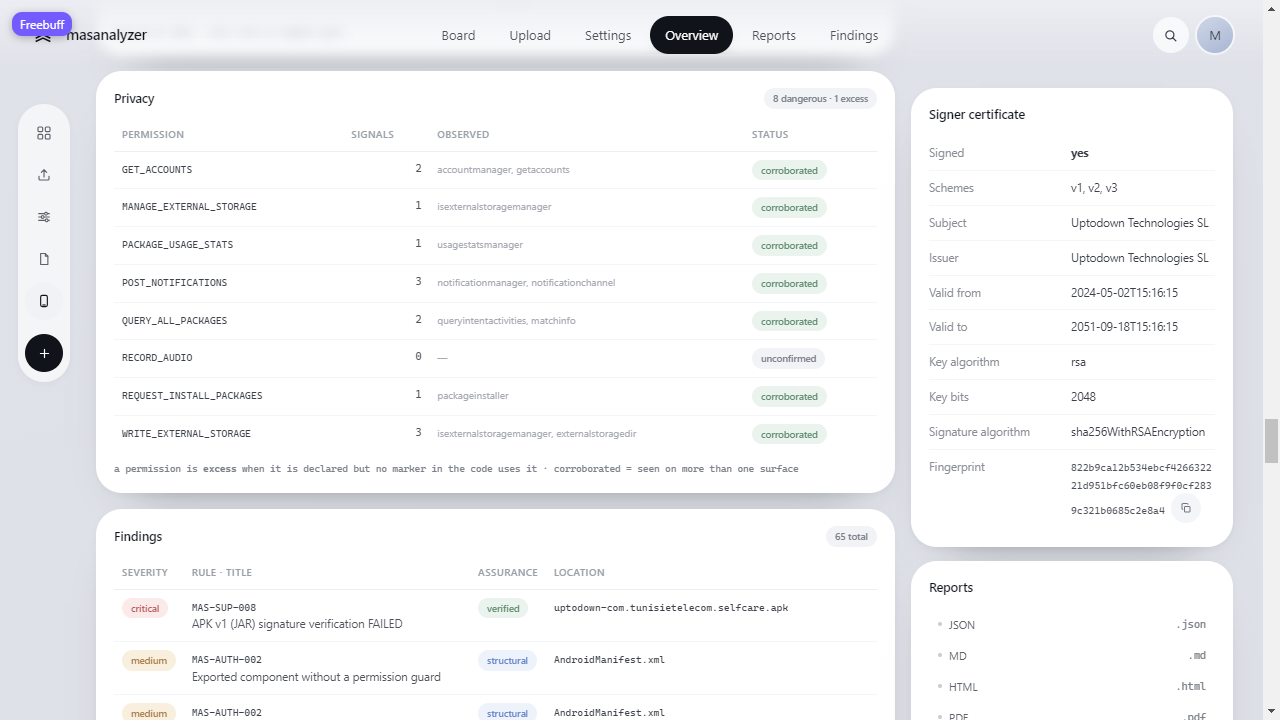 Freebuff
masanalyzer
Board Upload Settings Overview Reports Findings
M
Privacy
8 dangerous · 1 excess
PERMISSION SIGNALS OBSERVED STATUS
GET_ACCOUNTS 2 accountmanager, getaccounts corroborated
MANAGE_EXTERNAL_STORAGE 1 isexternalstoragemanager corroborated
PACKAGE_USAGE_STATS 1 usagestatsmanager corroborated
POST_NOTIFICATIONS 3 notificationmanager, notificationchannel corroborated
QUERY_ALL_PACKAGES 2 queryintentactivities, matchinfo corroborated
RECORD_AUDIO 0 — unconfirmed
REQUEST_INSTALL_PACKAGES 1 packageinstaller corroborated
WRITE_EXTERNAL_STORAGE 3 isexternalstoragemanager, externalstoragedir corroborated
a permission is excess when it is declared but no marker in the code uses it · corroborated = seen on more than one surface
Findings
65 total
SEVERITY RULE · TITLE ASSURANCE LOCATION
critical MAS-SUP-008 verified uptodown-com.tunisietelecom.selfcare.apk
APK v1 (JAR) signature verification FAILED
medium MAS-AUTH-002 structural AndroidManifest.xml
Exported component without a permission guard
medium MAS-AUTH-002 structural AndroidManifest.xml
Signer certificate
Signed yes
Schemes v1, v2, v3
Subject Uptodown Technologies SL
Issuer Uptodown Technologies SL
Valid from 2024-05-02T15:16:15
Valid to 2051-09-18T15:16:15
Key algorithm rsa
Key bits 2048
Signature algorithm sha256WithRSAEncryption
Fingerprint 822b9ca12b534ebcf4266322
21d951bfc60eb08f9f0cf283
9c321b0685c2e8a4
Reports
JSON .json
MD .md
HTML .html
PDF .pdf